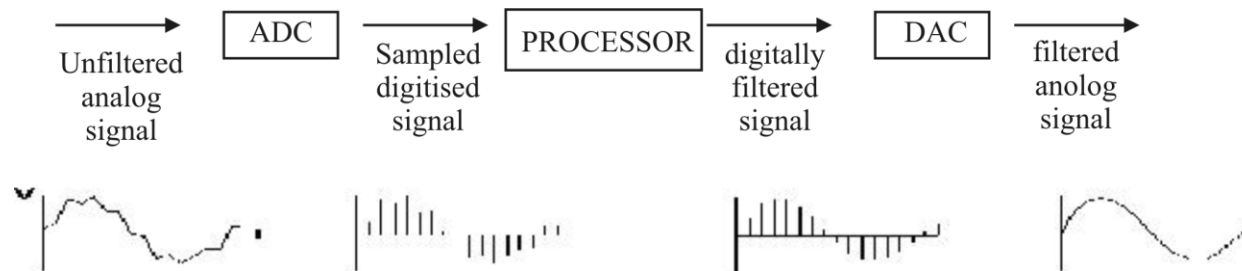 ADC
PROCESSOR
DAC
Unfiltered
analog
signal
Sampled
digitised
signal
digitally
filtered
signal
filtered
anolog
signal